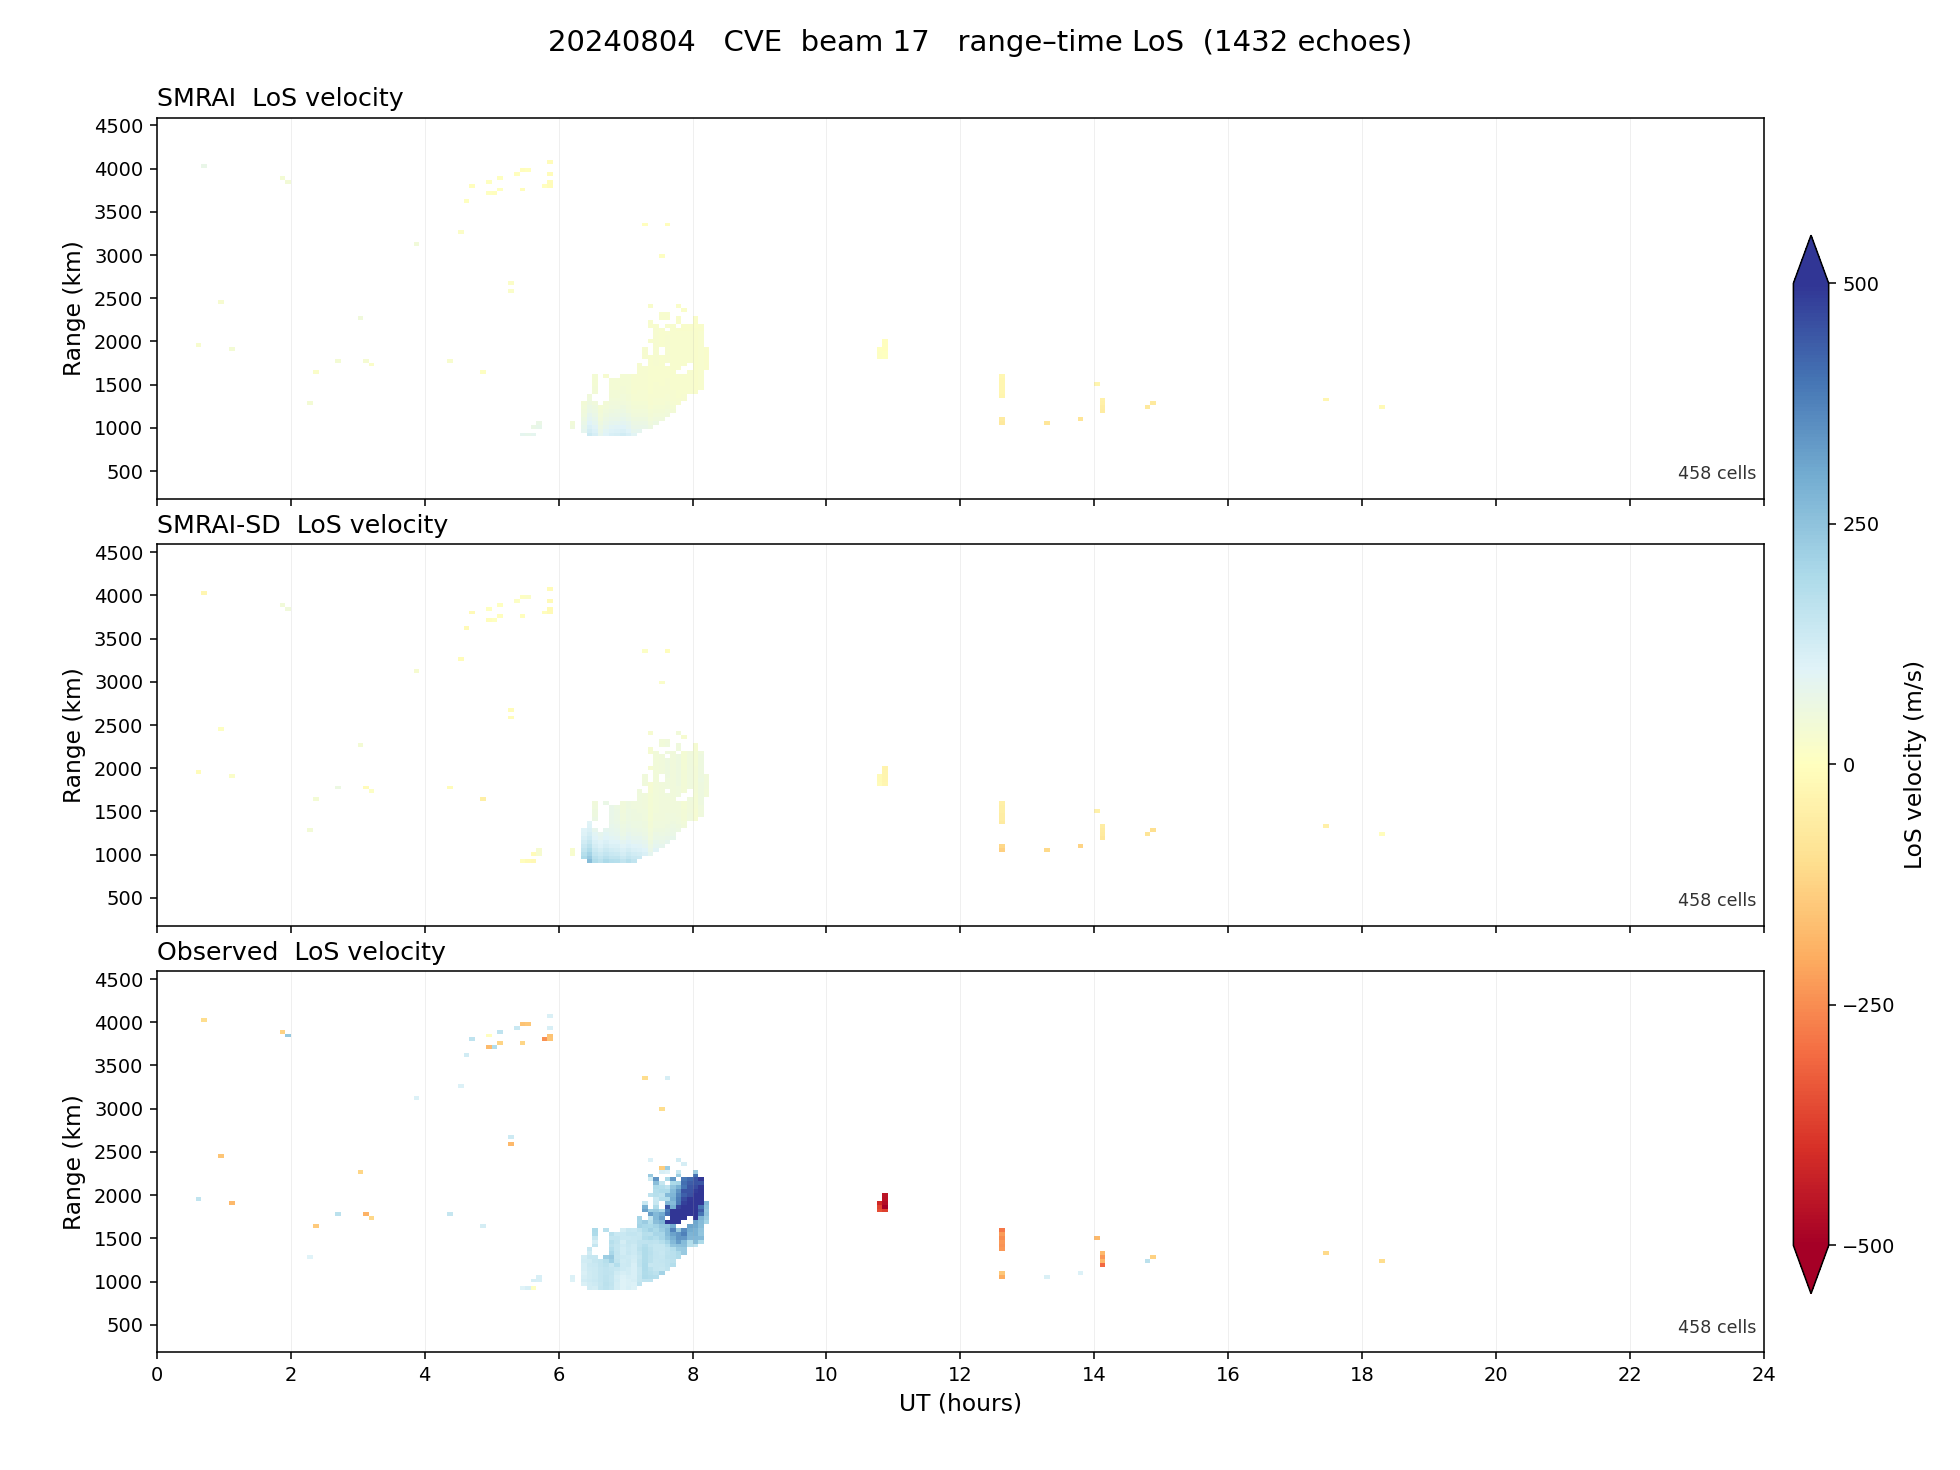 20240804   CVE  beam 17   range–time LoS  (1432 echoes)
SMRAI  LoS velocity
4500
4000
3500
3000
2500
2000
1500
1000
500
Range (km)
458 cells
SMRAI-SD  LoS velocity
4500
4000
3500
3000
2500
2000
1500
1000
500
Range (km)
458 cells
Observed  LoS velocity
4500
4000
3500
3000
2500
2000
1500
1000
500
Range (km)
458 cells
0 2 4 6 8 10 12 14 16 18 20 22 24
UT (hours)
500
250
0
−250
−500
LoS velocity (m/s)